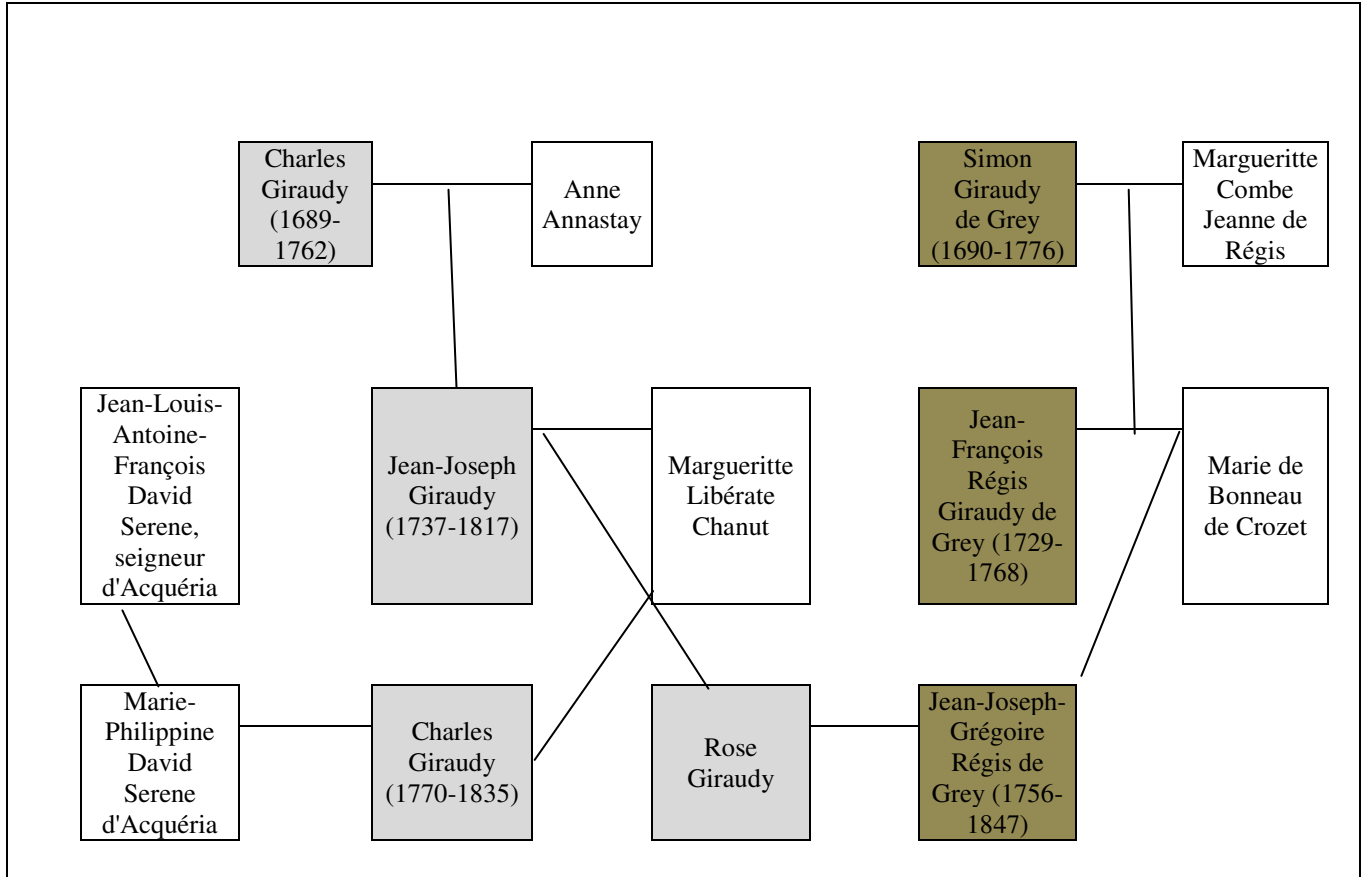 Charles
Giraudy
(1689-
1762)
Anne
Annastay
Simon
Giraudy
de Grey
(1690-1776)
Margueritte
Combe
Jeanne de
Régis
Jean-Louis-
Antoine-
François
David
Serene,
seigneur
d'Acquéria
Jean-Joseph
Giraudy
(1737-1817)
Margueritte
Libérate
Chanut
Jean-
François
Régis
Giraudy de
Grey (1729-
1768)
Marie de
Bonneau
de Crozet
Marie-
Philippine
David
Serene
d'Acquéria
Charles
Giraudy
(1770-1835)
Rose
Giraudy
Jean-Joseph-
Grégoire
Régis de
Grey (1756-
1847)